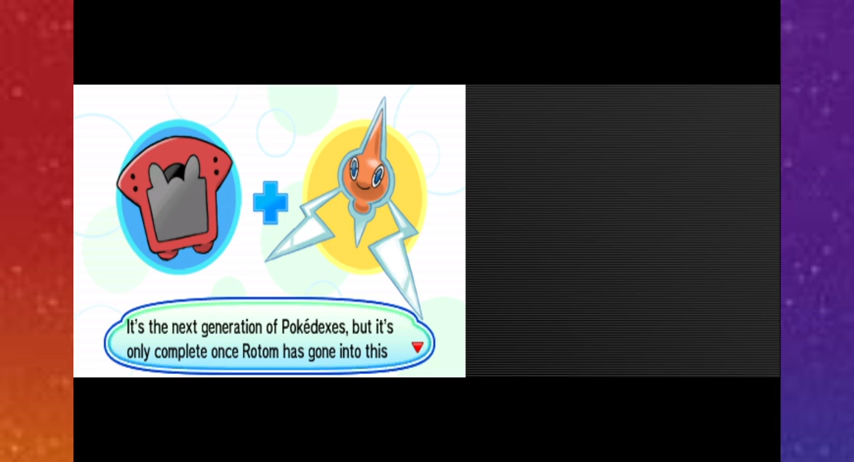 It's the next generation of Pokédexes, but it's
only complete once Rotom has gone into this